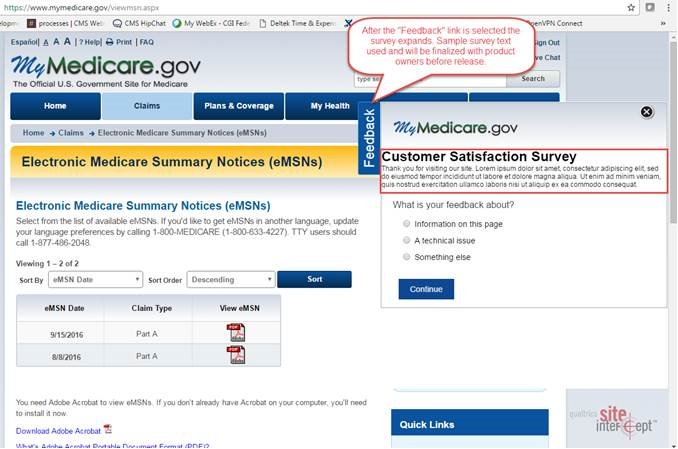 https://www.mymedicare.gov/viewmsn.aspx
processes CMS
CMS HipChat
My WebEx - CGI Fede
Deltek Time & Expens
OpenVPN Connect
After the "Feedback" link is selected the
survey expands. Sample survey text
used and will be finalized with product
owners before release.
Español| A A A | ? Help| Print | FAQ
Sign Out
MyMedicare.gov
The Official U.S. Government Site for Medicare
Search
Home
Claims
Plans & Coverage
My Health
Home → Claims → Electronic Medicare Summary Notices (eMSNs)
Electronic Medicare Summary Notices (eMSNs)
Electronic Medicare Summary Notices (eMSNs)
Select from the list of available eMSNs. If you'd like to get eMSNs in another language, update
your language preferences by calling 1-800-MEDICARE (1-800-633-4227). TTY users should
call 1-877-486-2048.
Viewing 1 – 2 of 2
Sort By eMSN Date Sort Order Descending Sort
eMSN Date Claim Type View eMSN
9/15/2016 Part A PDF
8/8/2016 Part A PDF
You need Adobe Acrobat to view eMSNs. If you don't already have Acrobat on your computer, you'll need
to install it now.
Download Adobe Acrobat
What's Adobe Acrobat Portable Document Format (PDF)?
Feedback
MyMedicare.gov
Customer Satisfaction Survey
Thank you for visiting our site. Lorem ipsum dolor sit amet, consectetur adipiscing elit, sed
do eiusmod tempor incididunt ut labore et dolore magna aliqua. Ut enim ad minim veniam,
quis nostrud exercitation ullamco laboris nisi ut aliquip ex ea commodo consequat.
What is your feedback about?
Information on this page
A technical issue
Something else
Continue
Quick Links
qualtrics site
intercept™